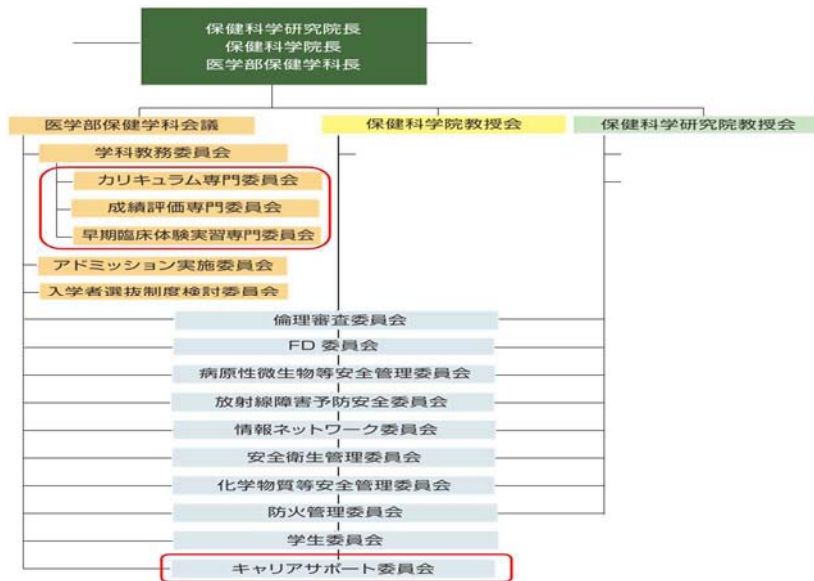 保健科学研究院長
保健科学院長
医学部保健学科長
医学部保健学科会議
保健科学院教授会
保健科学研究院教授会
学科教務委員会
カリキュラム専門委員会
成績評価専門委員会
早期臨床体験実習専門委員会
アドミッション実施委員会
入学者選抜制度検討委員会
倫理審査委員会
FD 委員会
病原性微生物等安全管理委員会
放射線障害予防安全委員会
情報ネットワーク委員会
安全衛生管理委員会
化学物質等安全管理委員会
防火管理委員会
学生委員会
キャリアサポート委員会